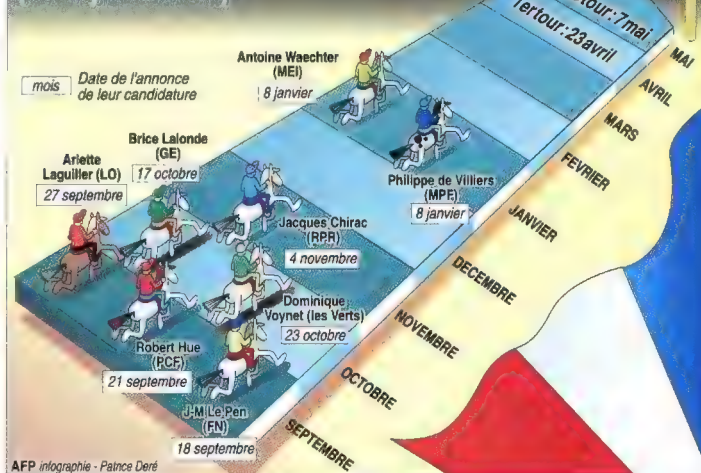 tour: 7 mai
1er tour: 23 avril
mois
Date de l'annonce
de leur candidature
Antoine Waechter
(MEI)
8 janvier
Philippe de Villiers
(MPF)
8 janvier
Brice Lalonde
(GE)
17 octobre
Arlette
Laguiller (LO)
27 septembre
Jacques Chirac
(RPR)
4 novembre
Dominique
Voynet (les Verts)
23 octobre
Robert Hue
(PCF)
21 septembre
J-M Le Pen
(FN)
18 septembre
MAI
AVRIL
MARS
FEVRIER
JANVIER
DECEMBRE
NOVEMBRE
OCTOBRE
SEPTEMBRE
AFP infographie - Patrice Deré